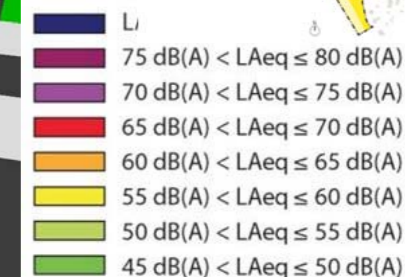 75 dB(A) < LAeq ≤ 80 dB(A)
70 dB(A) < LAeq ≤ 75 dB(A)
65 dB(A) < LAeq ≤ 70 dB(A)
60 dB(A) < LAeq ≤ 65 dB(A)
55 dB(A) < LAeq ≤ 60 dB(A)
50 dB(A) < LAeq ≤ 55 dB(A)
45 dB(A) < LAeq ≤ 50 dB(A)